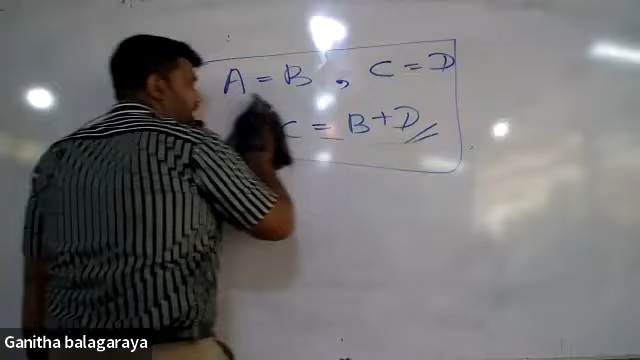 A = B , C = D
C = B + D
Ganitha balagaraya